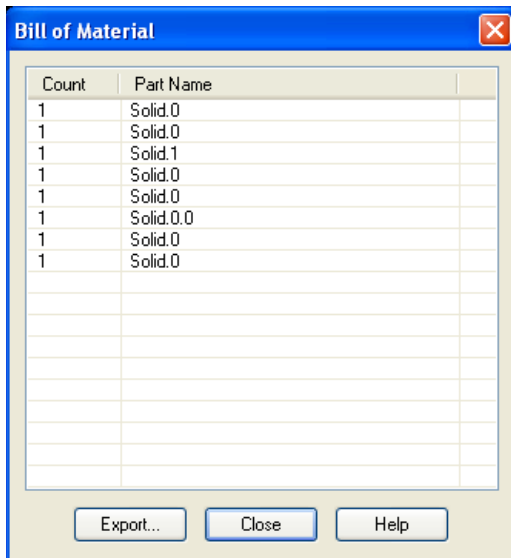 Bill of Material
Count Part Name
1 Solid.0
1 Solid.0
1 Solid.1
1 Solid.0
1 Solid.0
1 Solid.0.0
1 Solid.0
1 Solid.0
Export... Close Help